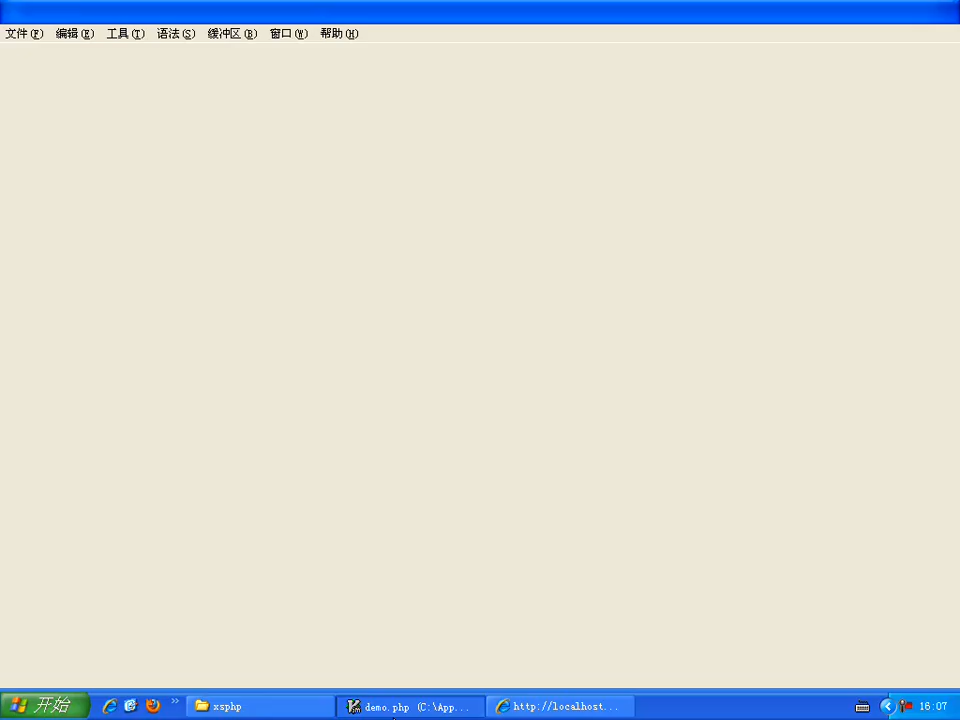 文件(F) 编辑(E) 工具(T) 语法(S) 缓冲区(B) 窗口(W) 帮助(H)
开始 » xsphp demo.php (C:\App... http://localhost... 16:07